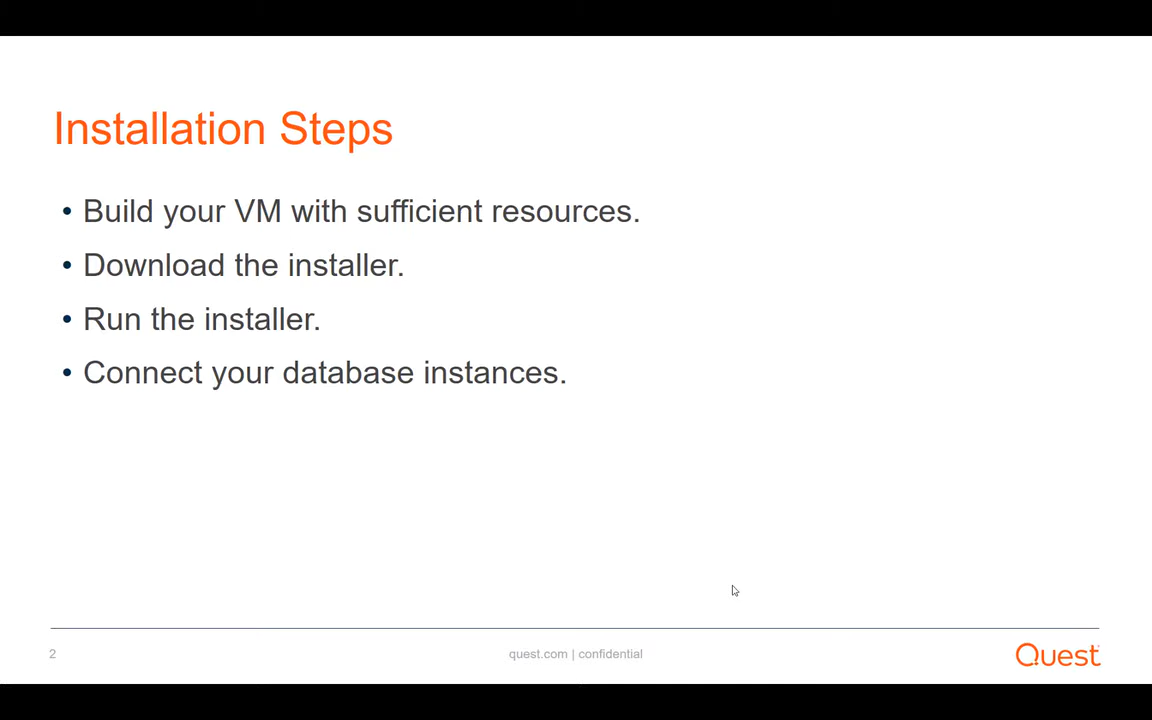 Installation Steps
• Build your VM with sufficient resources.
• Download the installer.
• Run the installer.
• Connect your database instances.
2
quest.com | confidential
Quest